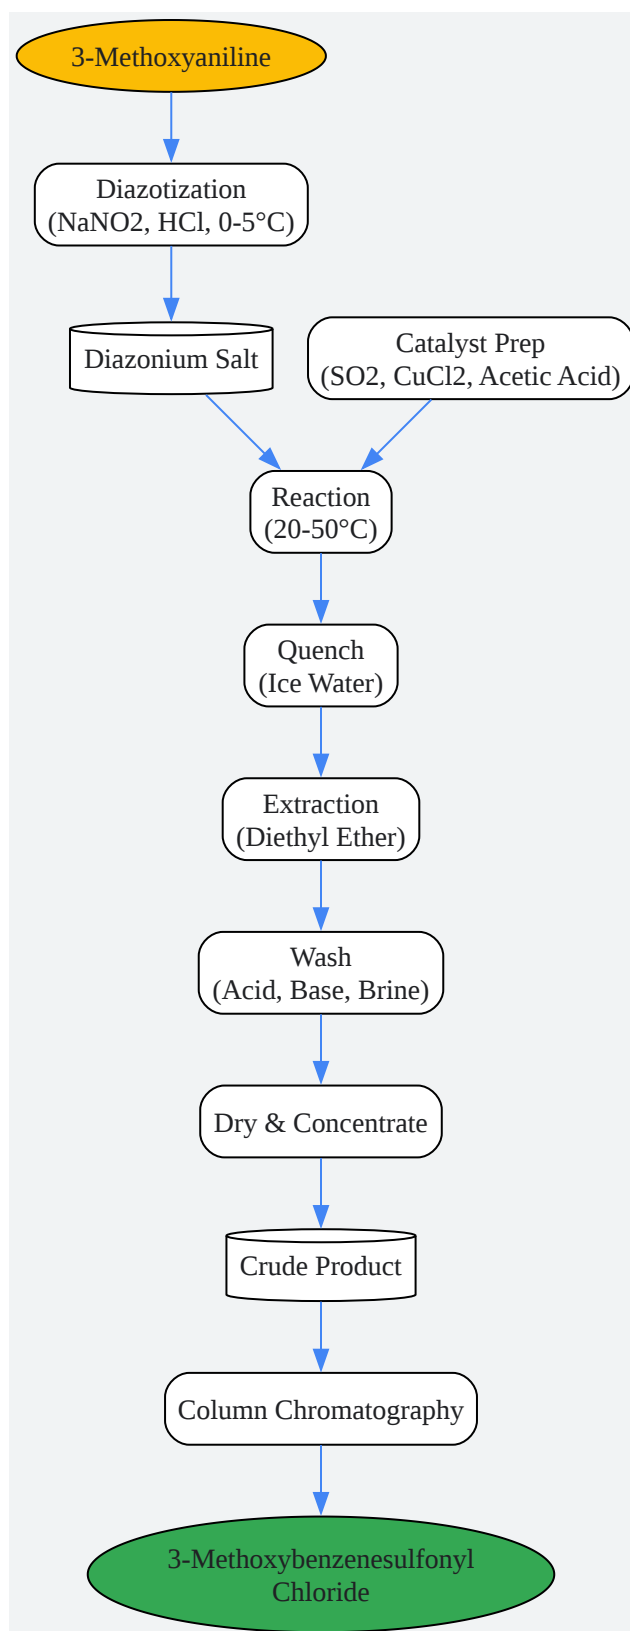 3-Methoxyaniline
Diazotization
(NaNO2, HCl, 0-5°C)
Diazonium Salt
Catalyst Prep
(SO2, CuCl2, Acetic Acid)
Reaction
(20-50°C)
Quench
(Ice Water)
Extraction
(Diethyl Ether)
Wash
(Acid, Base, Brine)
Dry & Concentrate
Crude Product
Column Chromatography
3-Methoxybenzenesulfonyl
Chloride